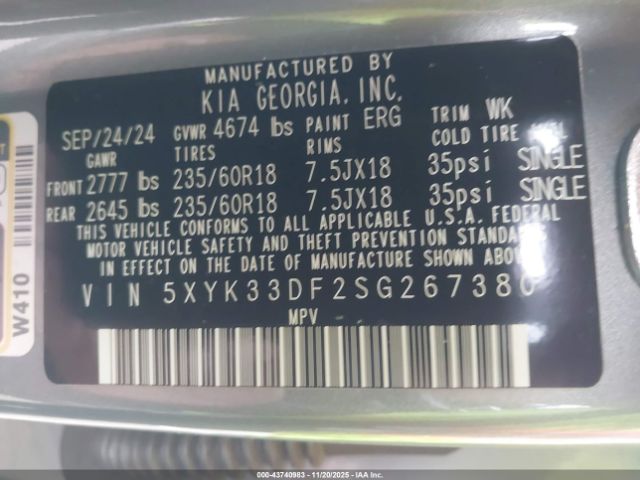 MANUFACTURED BY
KIA GEORGIA, INC.
SEP/24/24 GVWR 4674 lbs PAINT ERG TRIM WK
GAWR TIRES RIMS COLD TIRE
FRONT 2777 lbs 235/60R18 7.5JX18 35psi SINGLE
REAR 2645 lbs 235/60R18 7.5JX18 35psi SINGLE
THIS VEHICLE CONFORMS TO ALL APPLICABLE U.S.A. FEDERAL
MOTOR VEHICLE SAFETY AND THEFT PREVENTION STANDARDS
IN EFFECT ON THE DATE OF MANUFACTURE SHOWN ABOVE
VIN 5XYK33DF2SG267380
MPV
W410
000-43740983 | 11/20/2025 | IAA Inc.